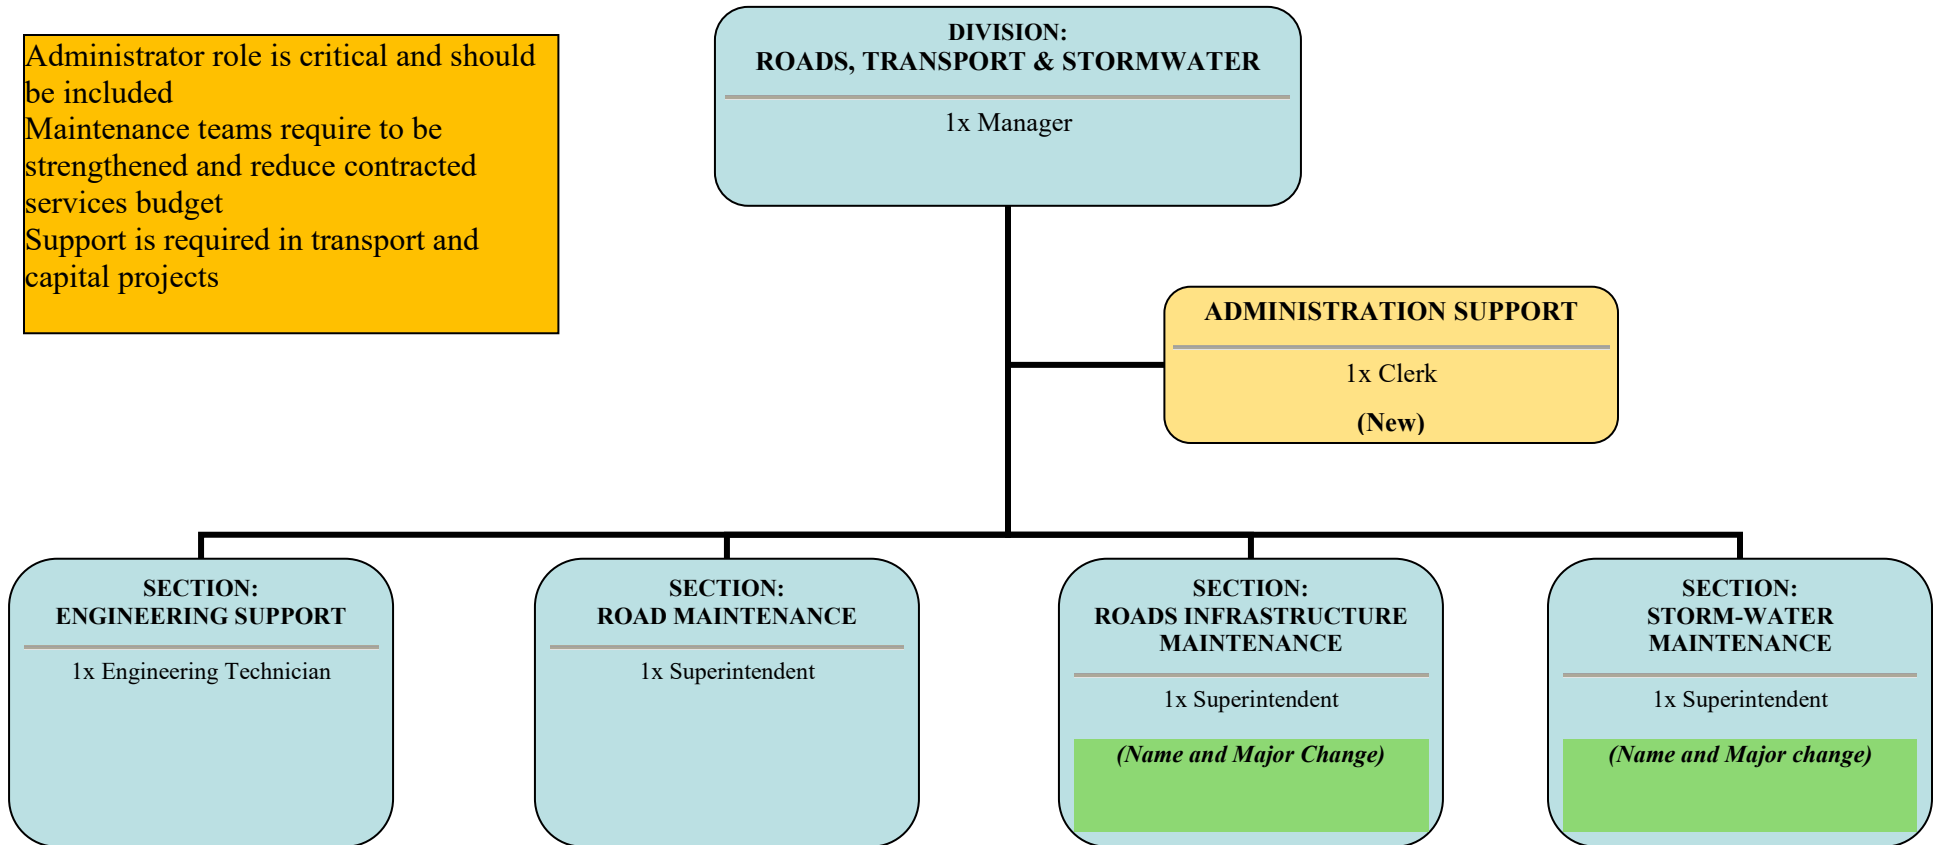 Administrator role is critical and should
be included
Maintenance teams require to be
strengthened and reduce contracted
services budget
Support is required in transport and
capital projects
DIVISION:
ROADS, TRANSPORT & STORMWATER
1x Manager
ADMINISTRATION SUPPORT
1x Clerk
(New)
SECTION:
ENGINEERING SUPPORT
1x Engineering Technician
SECTION:
ROAD MAINTENANCE
1x Superintendent
SECTION:
ROADS INFRASTRUCTURE
MAINTENANCE
1x Superintendent
(Name and Major Change)
SECTION:
STORM-WATER
MAINTENANCE
1x Superintendent
(Name and Major change)